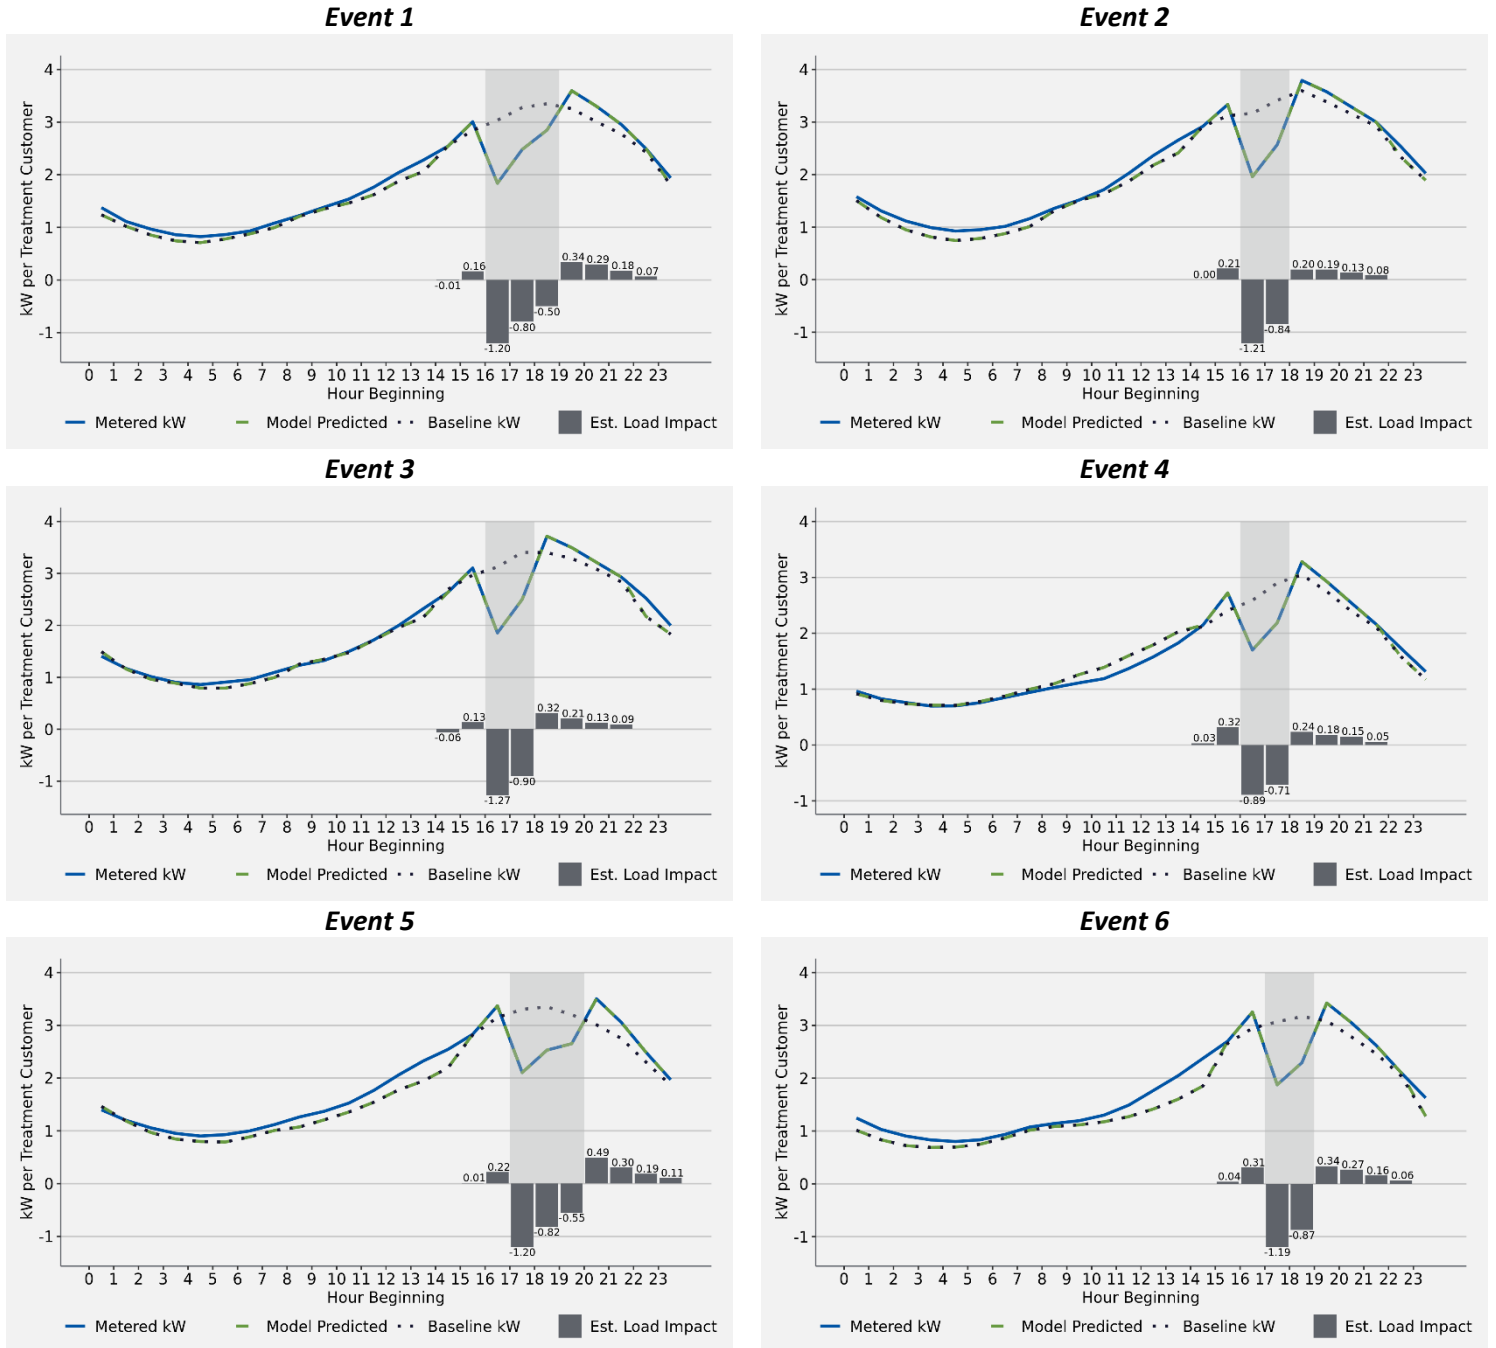 Event 1
kW per Treatment Customer
4
3
2
1
0
-1
-0.01
0.16
-1.20
-0.80
-0.50
0.34
0.29
0.18
0.07
0 1 2 3 4 5 6 7 8 9 10 11 12 13 14 15 16 17 18 19 20 21 22 23
Hour Beginning
Metered kW Model Predicted Baseline kW Est. Load Impact
Event 2
kW per Treatment Customer
4
3
2
1
0
-1
0.00
0.21
-1.21
-0.84
0.20
0.19
0.13
0.08
0 1 2 3 4 5 6 7 8 9 10 11 12 13 14 15 16 17 18 19 20 21 22 23
Hour Beginning
Metered kW Model Predicted Baseline kW Est. Load Impact
Event 3
kW per Treatment Customer
4
3
2
1
0
-1
-0.06
0.13
-1.27
-0.90
0.32
0.21
0.13
0.09
0 1 2 3 4 5 6 7 8 9 10 11 12 13 14 15 16 17 18 19 20 21 22 23
Hour Beginning
Metered kW Model Predicted Baseline kW Est. Load Impact
Event 4
kW per Treatment Customer
4
3
2
1
0
-1
0.03
0.32
-0.89
-0.71
0.24
0.18
0.15
0.05
0 1 2 3 4 5 6 7 8 9 10 11 12 13 14 15 16 17 18 19 20 21 22 23
Hour Beginning
Metered kW Model Predicted Baseline kW Est. Load Impact
Event 5
kW per Treatment Customer
4
3
2
1
0
-1
0.01
0.22
-1.20
-0.82
-0.55
0.49
0.30
0.19
0.11
0 1 2 3 4 5 6 7 8 9 10 11 12 13 14 15 16 17 18 19 20 21 22 23
Hour Beginning
Metered kW Model Predicted Baseline kW Est. Load Impact
Event 6
kW per Treatment Customer
4
3
2
1
0
-1
0.04
0.31
-1.19
-0.87
0.34
0.27
0.16
0.06
0 1 2 3 4 5 6 7 8 9 10 11 12 13 14 15 16 17 18 19 20 21 22 23
Hour Beginning
Metered kW Model Predicted Baseline kW Est. Load Impact